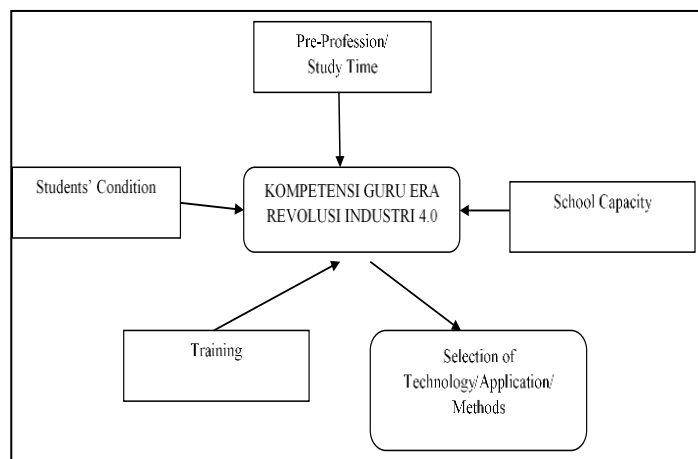 Pre-Profession/
Study Time
Students’ Condition
KOMPETENSI GURU ERA
REVOLUSI INDUSTRI 4.0
School Capacity
Training
Selection of
Technology/Application/
Methods